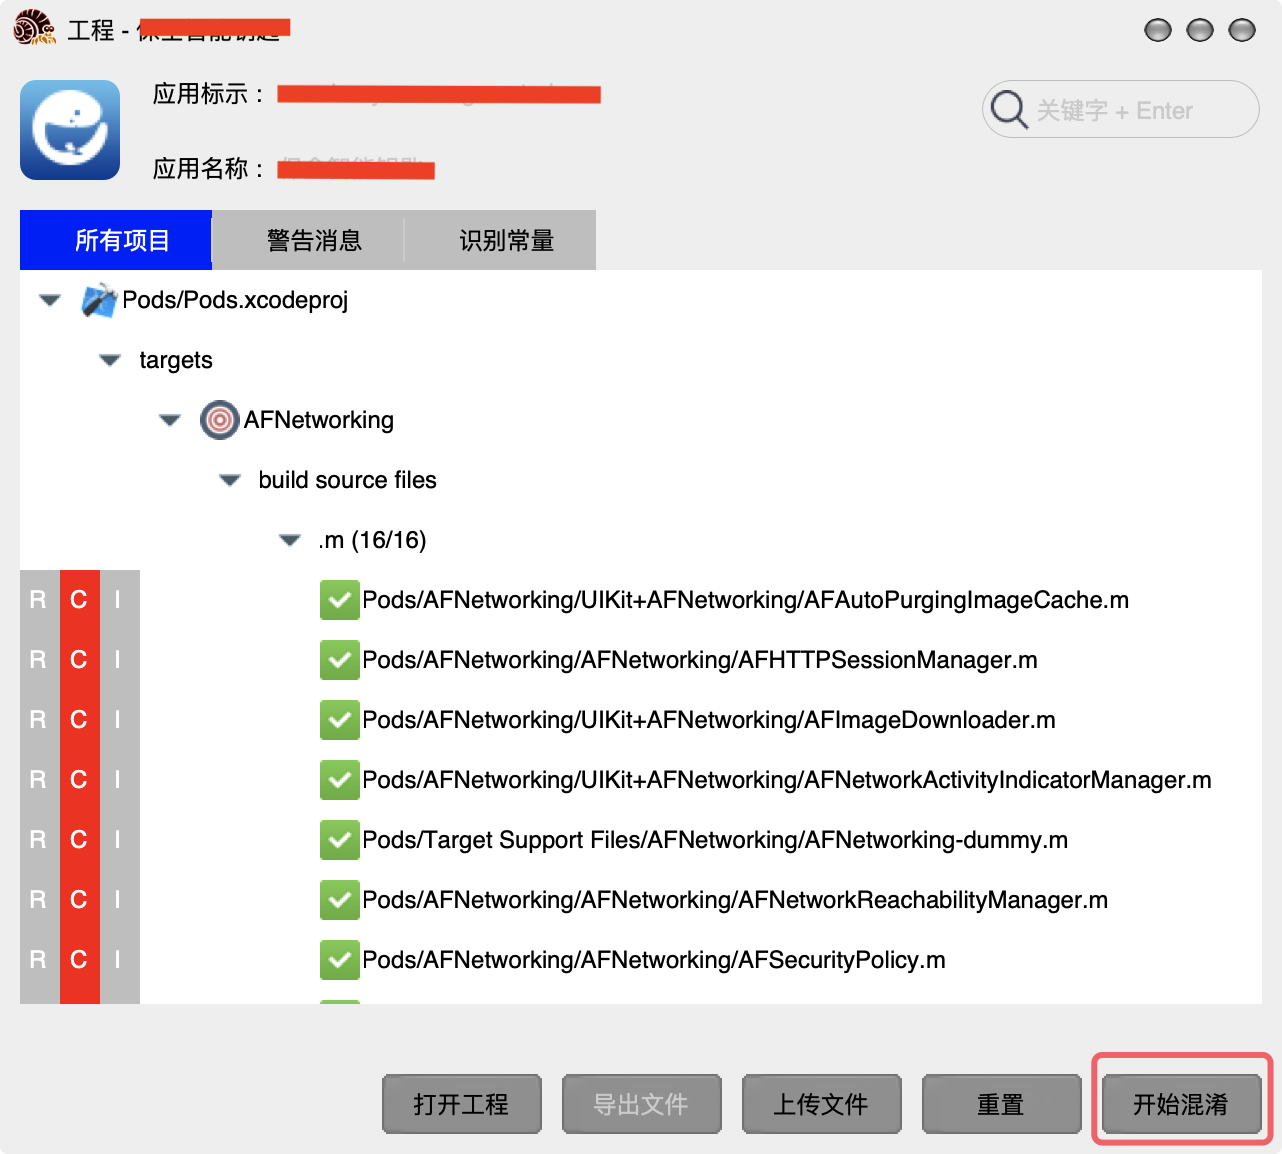 工程 -
应用标示：
关键字 + Enter
应用名称：
所有项目 警告消息 识别常量
Pods/Pods.xcodeproj
targets
AFNetworking
build source files
.m (16/16)
R C I Pods/AFNetworking/UIKit+AFNetworking/AFAutoPurgingImageCache.m
R C I Pods/AFNetworking/AFNetworking/AFHTTPSessionManager.m
R C I Pods/AFNetworking/UIKit+AFNetworking/AFImageDownloader.m
R C I Pods/AFNetworking/UIKit+AFNetworking/AFNetworkActivityIndicatorManager.m
R C I Pods/Target Support Files/AFNetworking/AFNetworking-dummy.m
R C I Pods/AFNetworking/AFNetworking/AFNetworkReachabilityManager.m
R C I Pods/AFNetworking/AFNetworking/AFSecurityPolicy.m
打开工程 导出文件 上传文件 重置 开始混淆